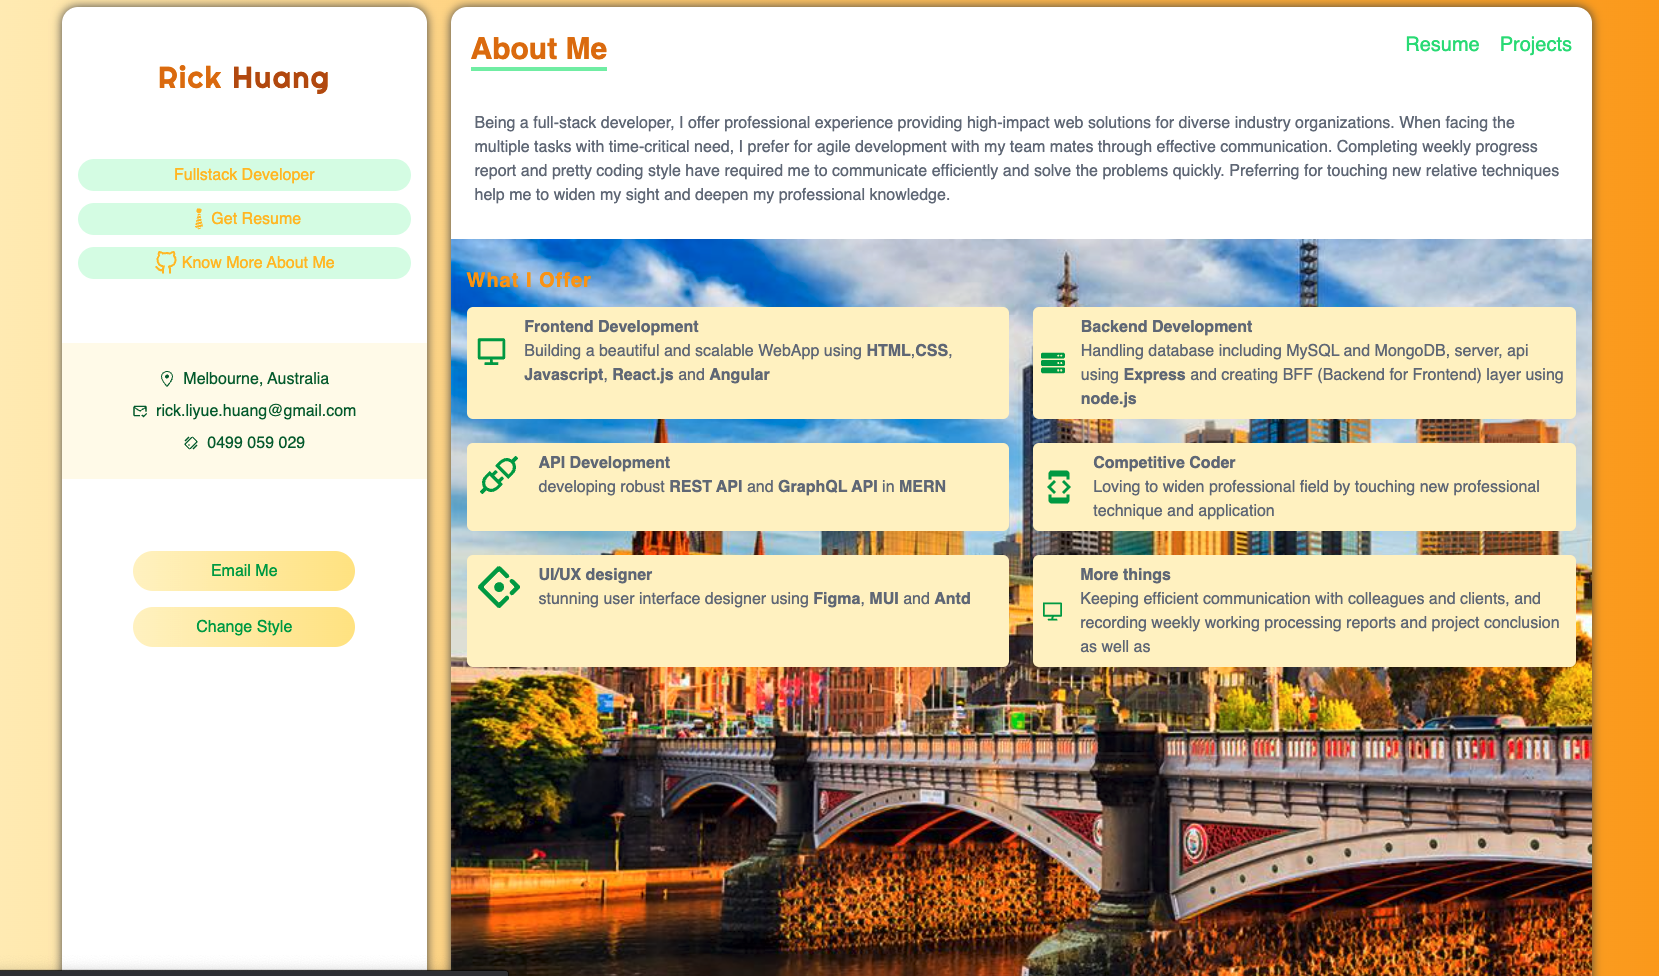 Rick Huang
Fullstack Developer
Get Resume
Know More About Me
Melbourne, Australia
rick.liyue.huang@gmail.com
0499 059 029
Email Me
Change Style
About Me
Resume Projects
Being a full-stack developer, I offer professional experience providing high-impact web solutions for diverse industry organizations. When facing the
multiple tasks with time-critical need, I prefer for agile development with my team mates through effective communication. Completing weekly progress
report and pretty coding style have required me to communicate efficiently and solve the problems quickly. Preferring for touching new relative techniques
help me to widen my sight and deepen my professional knowledge.
What I Offer
Frontend Development
Building a beautiful and scalable WebApp using HTML,CSS,
Javascript, React.js and Angular
Backend Development
Handling database including MySQL and MongoDB, server, api
using Express and creating BFF (Backend for Frontend) layer using
node.js
API Development
developing robust REST API and GraphQL API in MERN
Competitive Coder
Loving to widen professional field by touching new professional
technique and application
UI/UX designer
stunning user interface designer using Figma, MUI and Antd
More things
Keeping efficient communication with colleagues and clients, and
recording weekly working processing reports and project conclusion
as well as